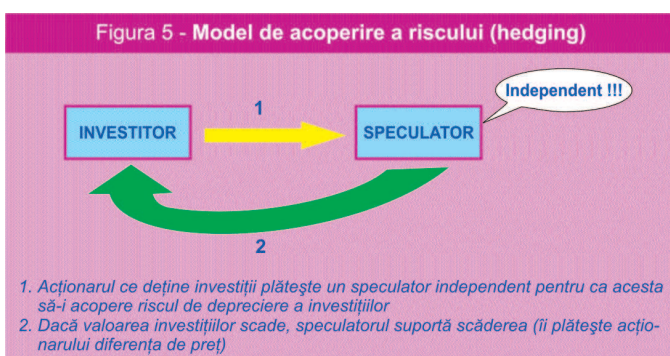 Figura 5 - Model de acoperire a riscului (hedging)
Independent !!!
1
INVESTITOR
SPECULATOR
2
1. Acționarul ce deține investiții plătește un speculator independent pentru ca acesta
să-i acopere riscul de depreciere a investițiilor
2. Dacă valoarea investițiilor scade, speculatorul suportă scăderea (îi plătește acțio-
narului diferența de preț)